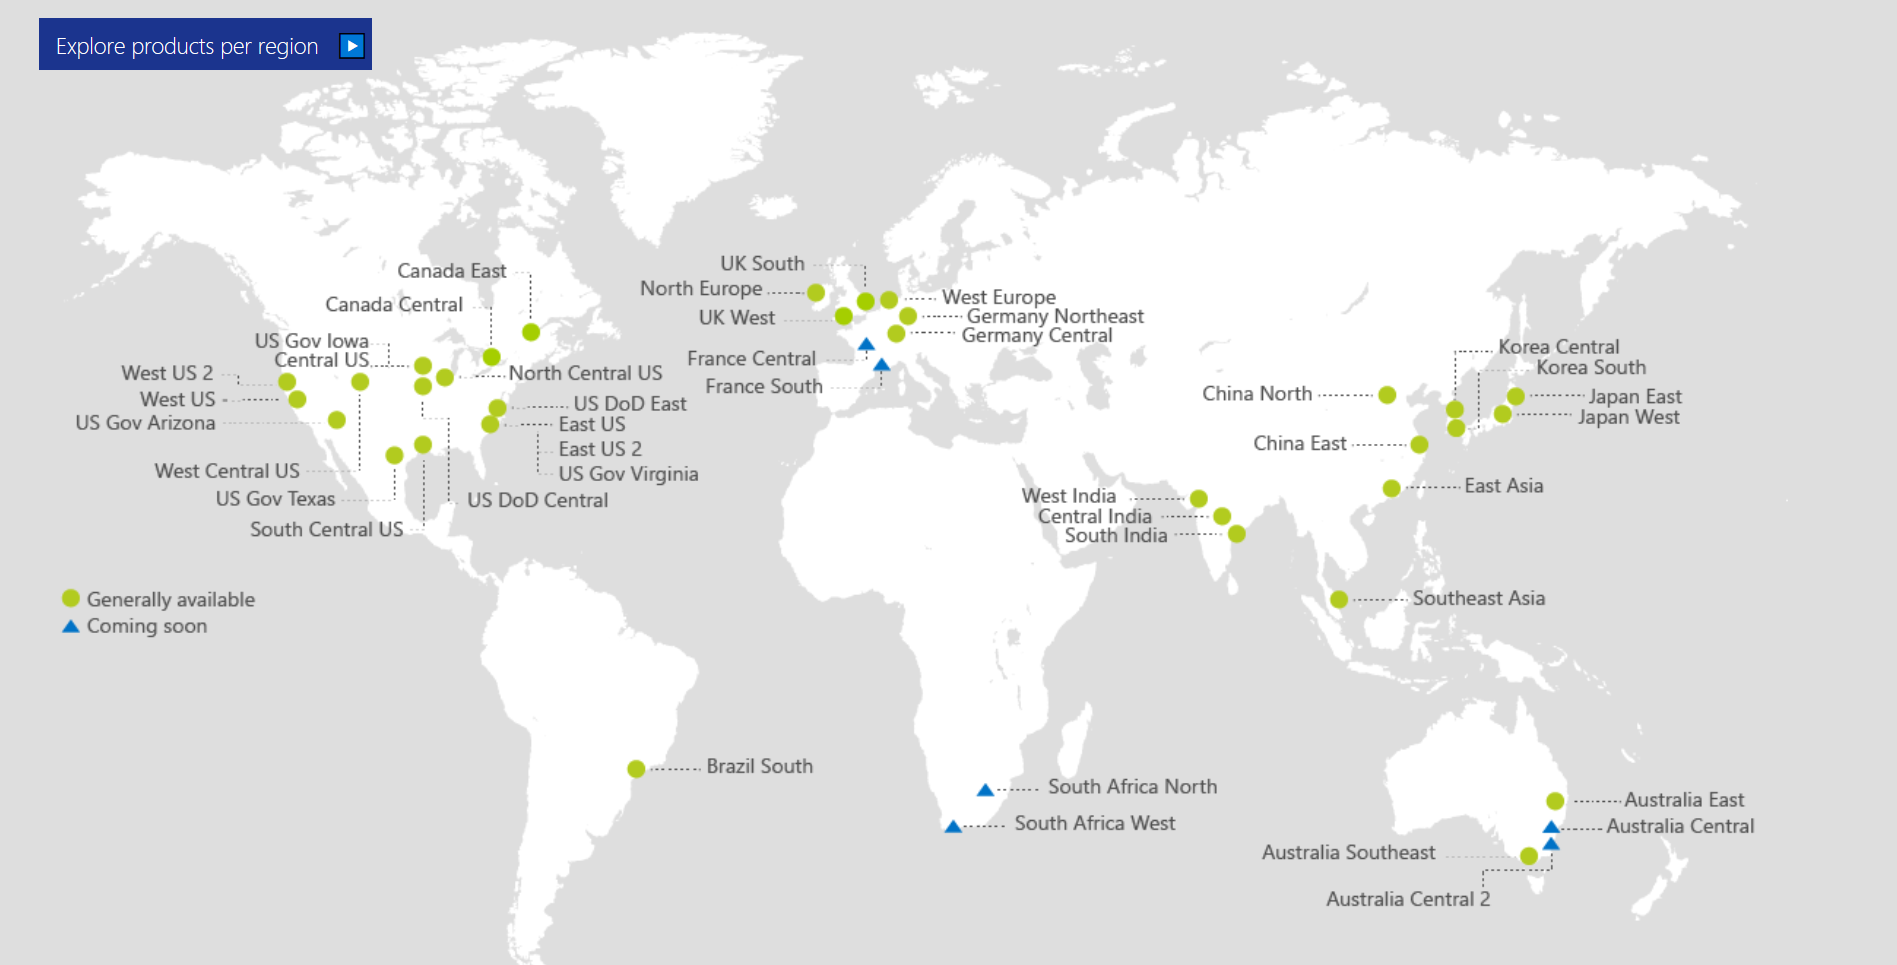 Explore products per region
Canada East
Canada Central
US Gov Iowa
Central US
West US 2
West US
US Gov Arizona
North Central US
US DoD East
East US
East US 2
US Gov Virginia
West Central US
US Gov Texas
US DoD Central
South Central US
UK South
North Europe
UK West
West Europe
Germany Northeast
Germany Central
France Central
France South
Korea Central
Korea South
China North
Japan East
Japan West
China East
East Asia
West India
Central India
South India
Southeast Asia
Generally available
Coming soon
Brazil South
South Africa North
South Africa West
Australia East
Australia Central
Australia Southeast
Australia Central 2